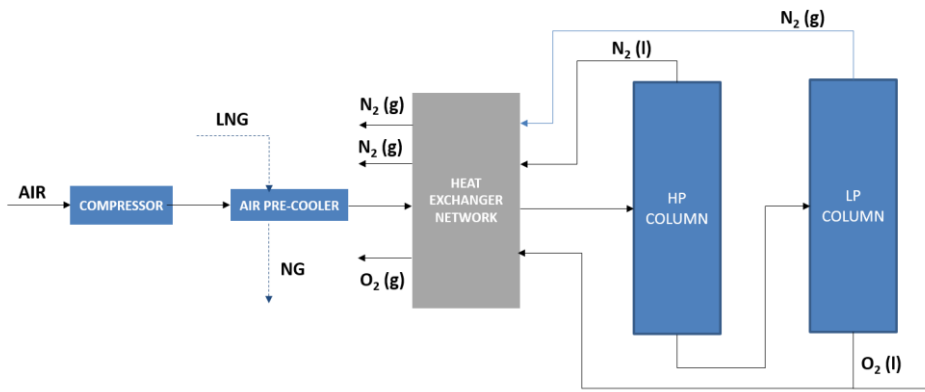 N₂ (g)
N₂ (l)
N₂ (g)
LNG
N₂ (g)
AIR
COMPRESSOR
AIR PRE-COOLER
HEAT
EXCHANGER
NETWORK
HP
COLUMN
LP
COLUMN
NG
O₂ (g)
O₂ (l)